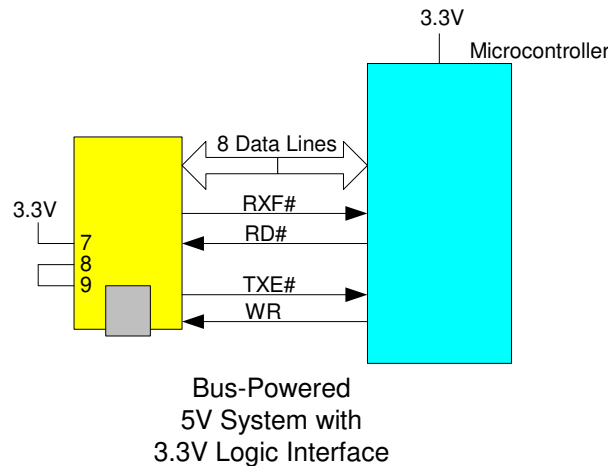 3.3V
Microcontroller
8 Data Lines
RXF#
3.3V
7
RD#
8
9
TXE#
WR
Bus-Powered
5V System with
3.3V Logic Interface